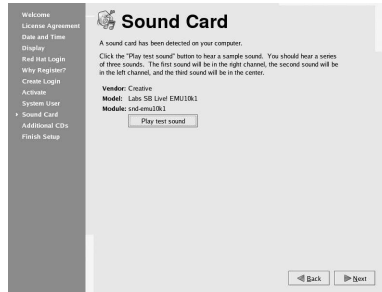 Welcome
License Agreement
Date and Time
Display
Red Hat Login
Why Register?
Create Login
Activate
System User
Sound Card
Additional CDs
Finish Setup
Sound Card
A sound card has been detected on your computer.
Click the "Play test sound" button to hear a sample sound. You should hear a series
of three sounds. The first sound will be in the right channel, the second sound will be
in the left channel, and the third sound will be in the center.
Vendor: Creative
Model: Labs SB Live! EMU10k1
Module: snd-emu10k1
Play test sound
Back
Next